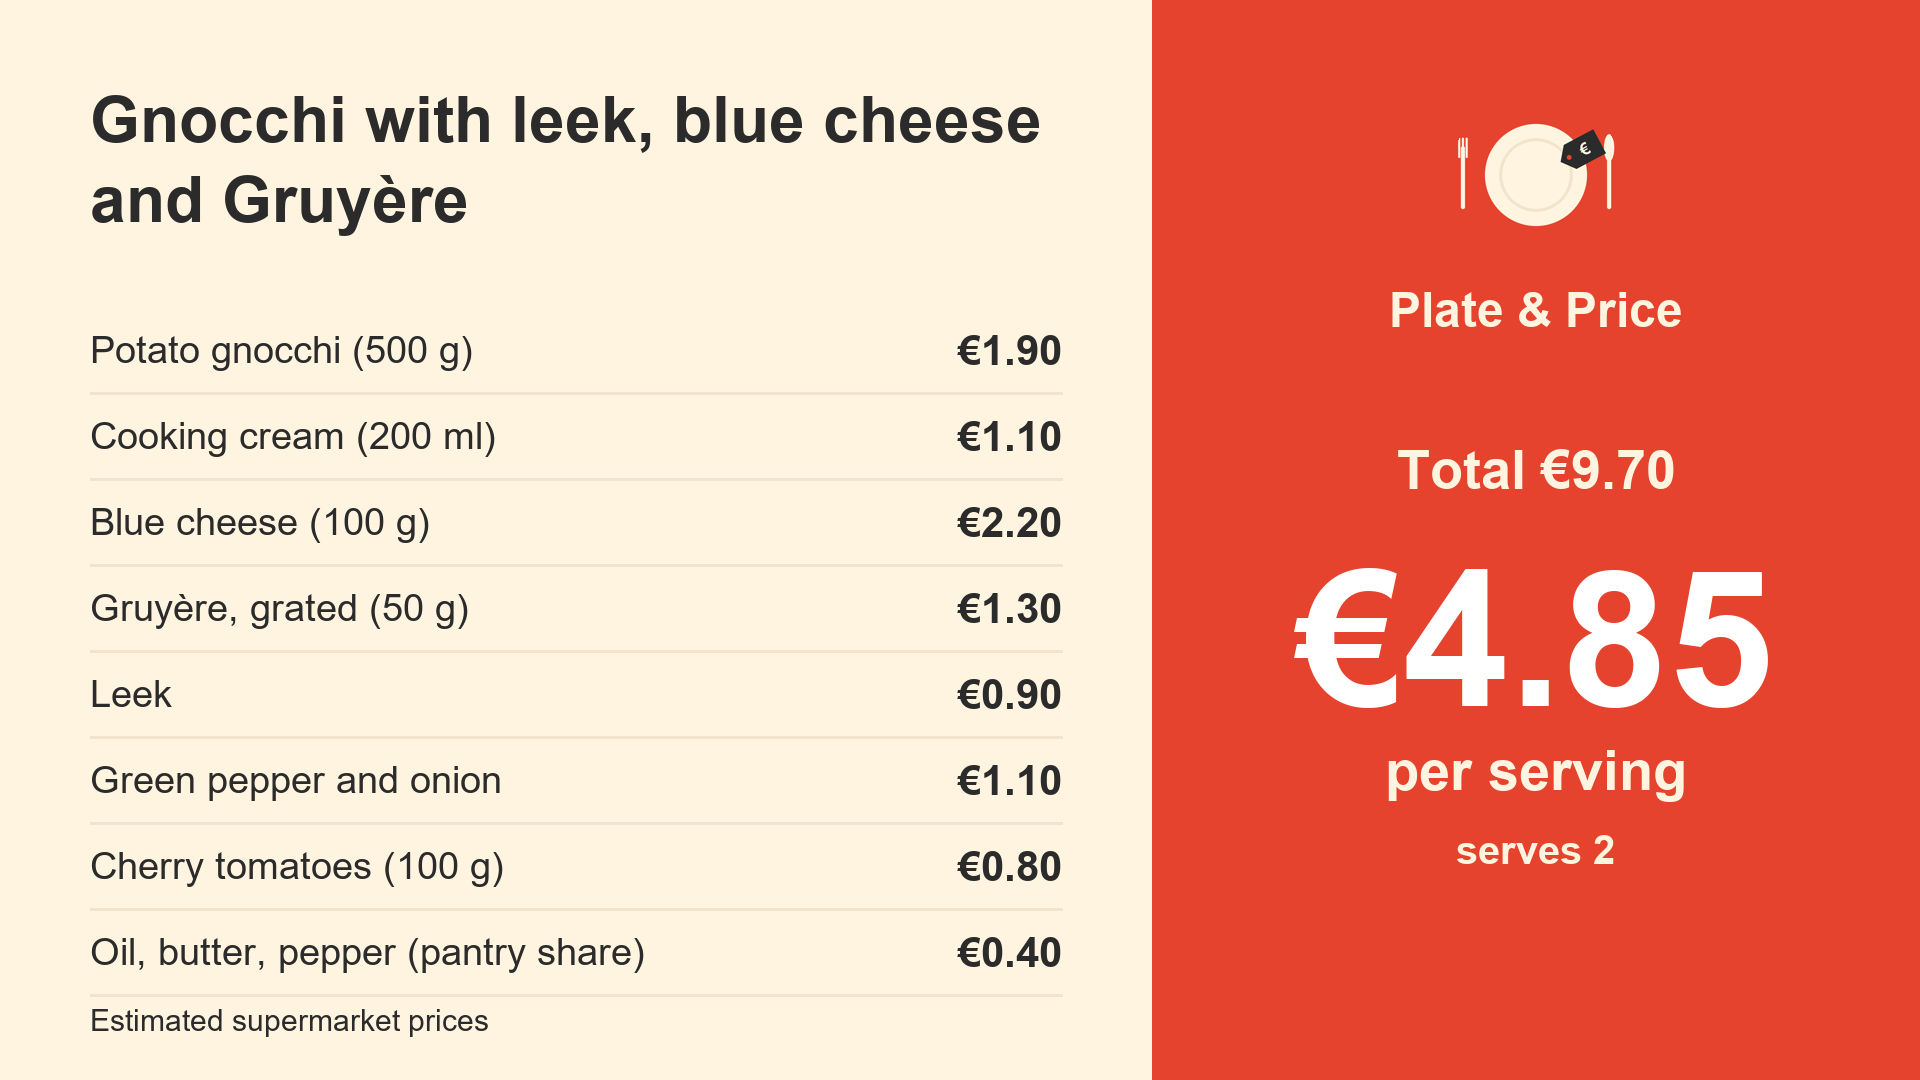 Gnocchi with leek, blue cheese
and Gruyère
Potato gnocchi (500 g) €1.90
Cooking cream (200 ml) €1.10
Blue cheese (100 g) €2.20
Gruyère, grated (50 g) €1.30
Leek €0.90
Green pepper and onion €1.10
Cherry tomatoes (100 g) €0.80
Oil, butter, pepper (pantry share) €0.40
Estimated supermarket prices
€
Plate & Price
Total €9.70
€4.85
per serving
serves 2